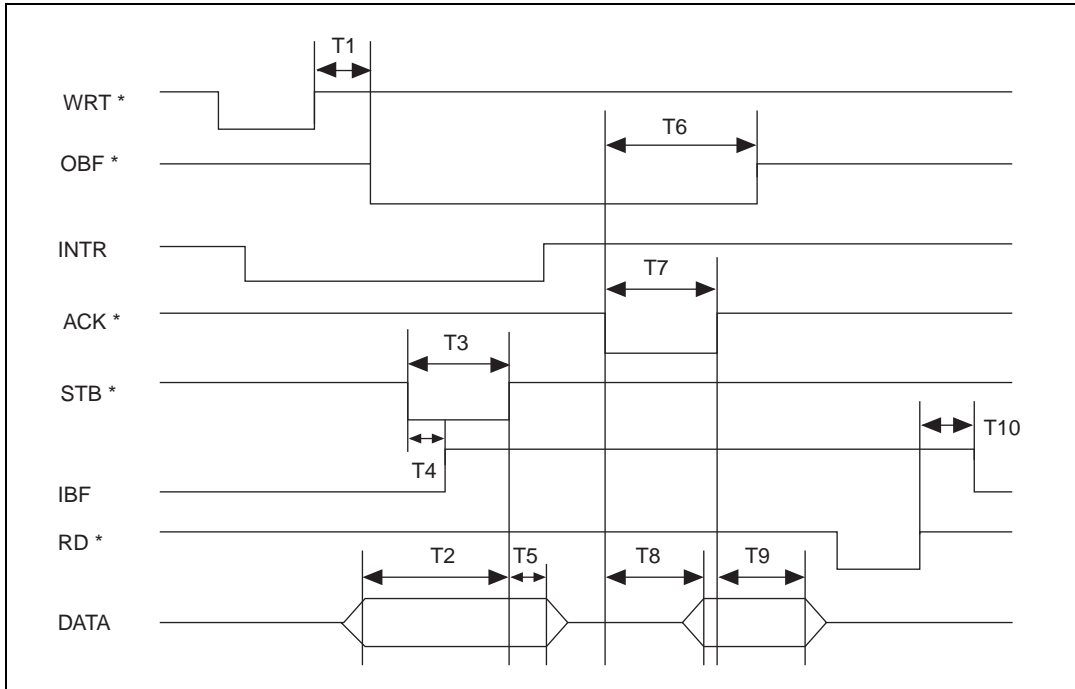 T1
WRT *
T6
OBF *
INTR
T7
ACK *
T3
STB *
T10
T4
IBF
RD *
T2 T5 T8 T9
DATA